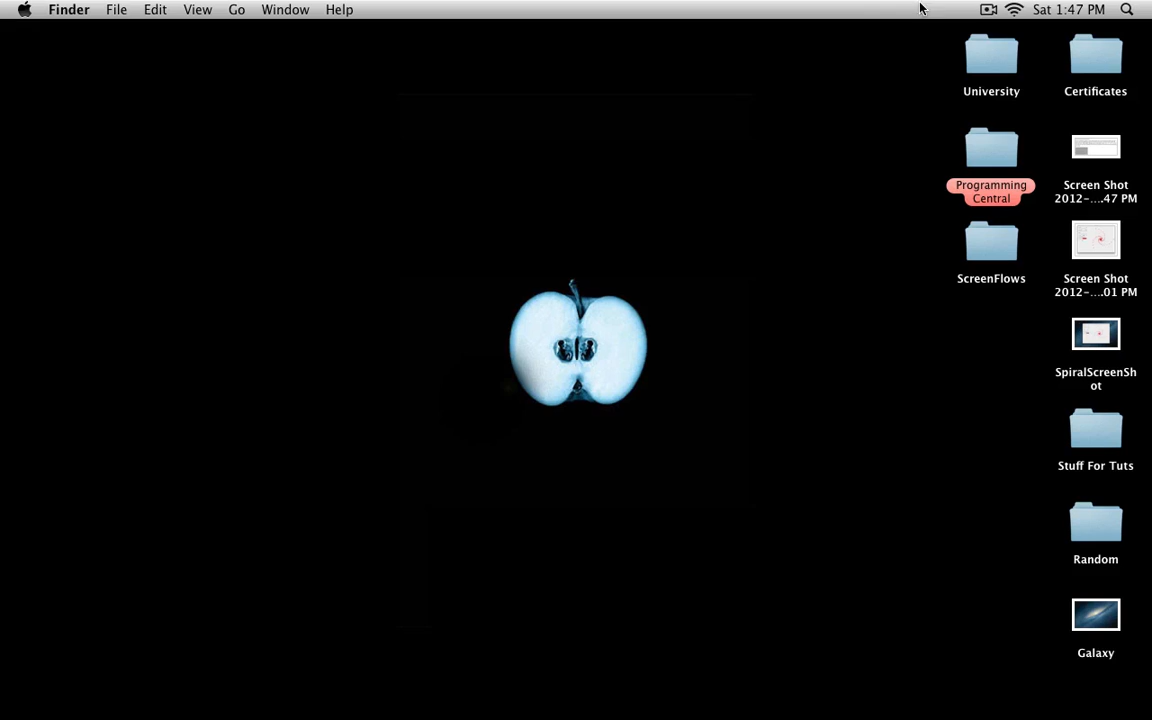 Finder File Edit View Go Window Help Sat 1:47 PM
University
Certificates
Programming
Central
Screen Shot
2012-....47 PM
ScreenFlows
Screen Shot
2012-....01 PM
SpiralScreenSh
ot
Stuff For Tuts
Random
Galaxy